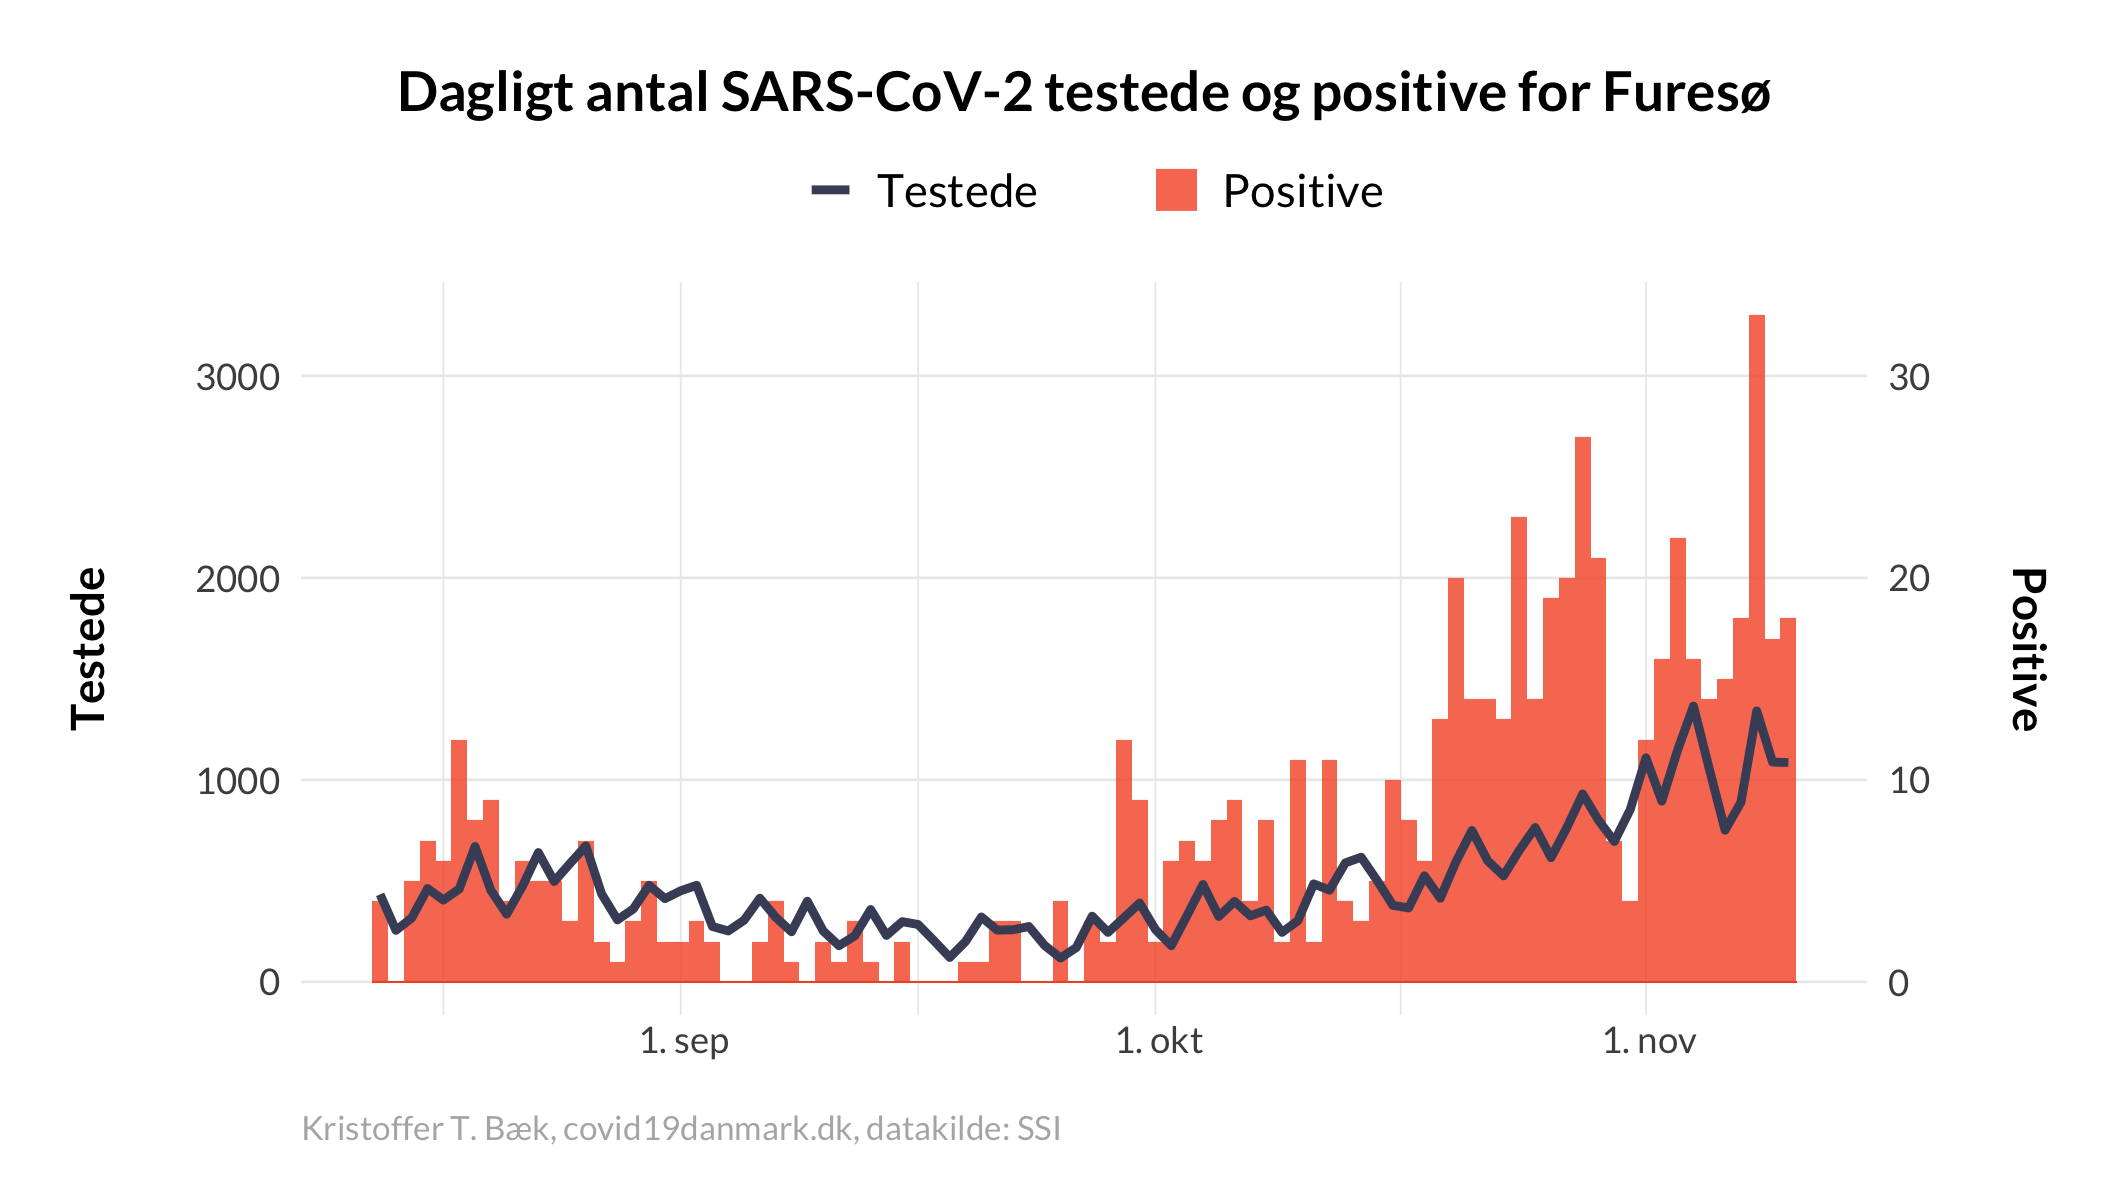 Dagligt antal SARS-CoV-2 testede og positive for Furesø
Testede Positive
3000 30
2000 20
1000 10
0 0
Testede
Positive
1. sep 1. okt 1. nov
Kristoffer T. Bæk, covid19danmark.dk, datakilde: SSI